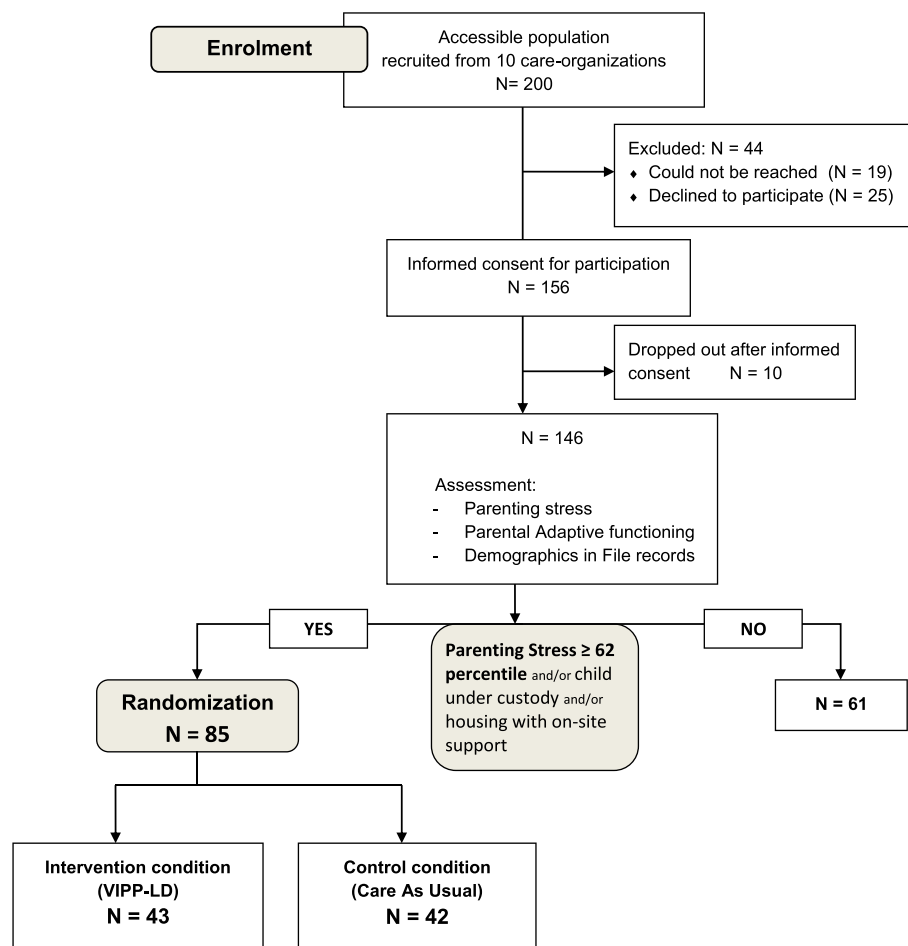 Enrolment
Accessible population
recruited from 10 care-organizations
N= 200
Excluded: N = 44
♦ Could not be reached (N = 19)
♦ Declined to participate (N = 25)
Informed consent for participation
N = 156
Dropped out after informed
consent N = 10
N = 146
Assessment:
- Parenting stress
- Parental Adaptive functioning
- Demographics in File records
YES
NO
Parenting Stress ≥ 62
percentile and/or child
under custody and/or
housing with on-site
support
Randomization
N = 85
N = 61
Intervention condition
(VIPP-LD)
N = 43
Control condition
(Care As Usual)
N = 42